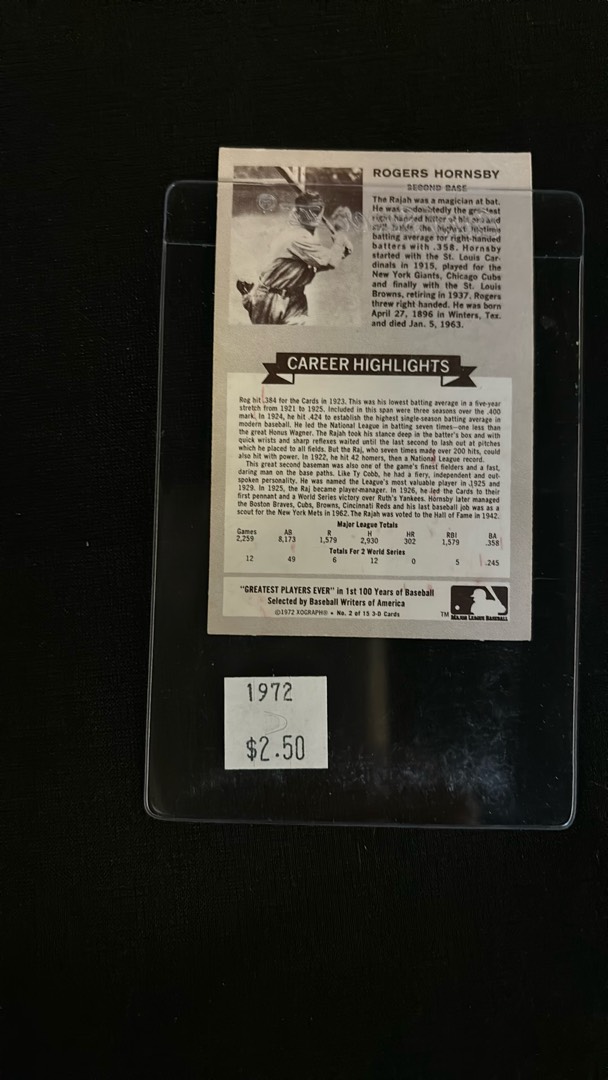 ROGERS HORNSBY
SECOND BASE
The Rajah was a magician at bat.
He was undoubtedly the greatest
right handed hitter of his era and
still holds the highest lifetime
batting average for right-handed
batters with .358. Hornsby
started with the St. Louis Car-
dinals in 1915, played for the
New York Giants, Chicago Cubs
and finally with the St. Louis
Browns, retiring in 1937. Rogers
threw right handed. He was born
April 27, 1896 in Winters, Tex.
and died Jan. 5, 1963.
CAREER HIGHLIGHTS
Rog hit .384 for the Cards in 1923. This was his lowest batting average in a five-year
stretch from 1921 to 1925. Included in this span were three seasons over the .400
mark. In 1924, he hit .424 to establish the highest single-season batting average in
modern baseball. He led the National League in batting seven times—one less than
the great Honus Wagner. The Rajah took his stance deep in the batter's box and with
quick wrists and sharp reflexes waited until the last second to lash out at pitches
which he placed to all fields. But the Raj, who seven times made over 200 hits, could
also hit with power. In 1922, he hit 42 homers, then a National League record.
This great second baseman was also one of the game's finest fielders and a fast,
daring man on the base paths. Like Ty Cobb, he had a fiery, independent and out-
spoken personality. He was named the League's most valuable player in 1925 and
1929. In 1925, the Raj became player-manager. In 1926, he led the Cards to their
first pennant and a World Series victory over Ruth's Yankees. Hornsby later managed
the Boston Braves, Cubs, Browns, Cincinnati Reds and his last baseball job was as a
scout for the New York Mets in 1962. The Rajah was voted to the Hall of Fame in 1942.
Major League Totals
Games AB R H HR RBI BA
2,259 8,173 1,579 2,930 302 1,579 .358
Totals For 2 World Series
12 49 6 12 0 5 .245
"GREATEST PLAYERS EVER" in 1st 100 Years of Baseball
Selected by Baseball Writers of America
©1972 XOGRAPH® • No. 2 of 15 3-D Cards
TM
MAJOR LEAGUE BASEBALL
1972
$2.50